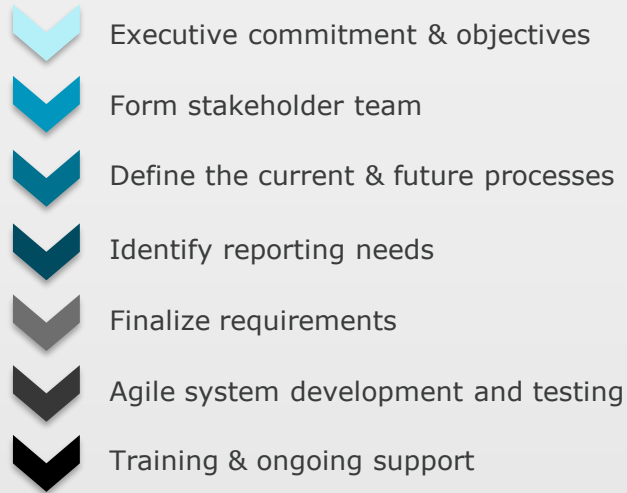 Executive commitment & objectives
Form stakeholder team
Define the current & future processes
Identify reporting needs
Finalize requirements
Agile system development and testing
Training & ongoing support